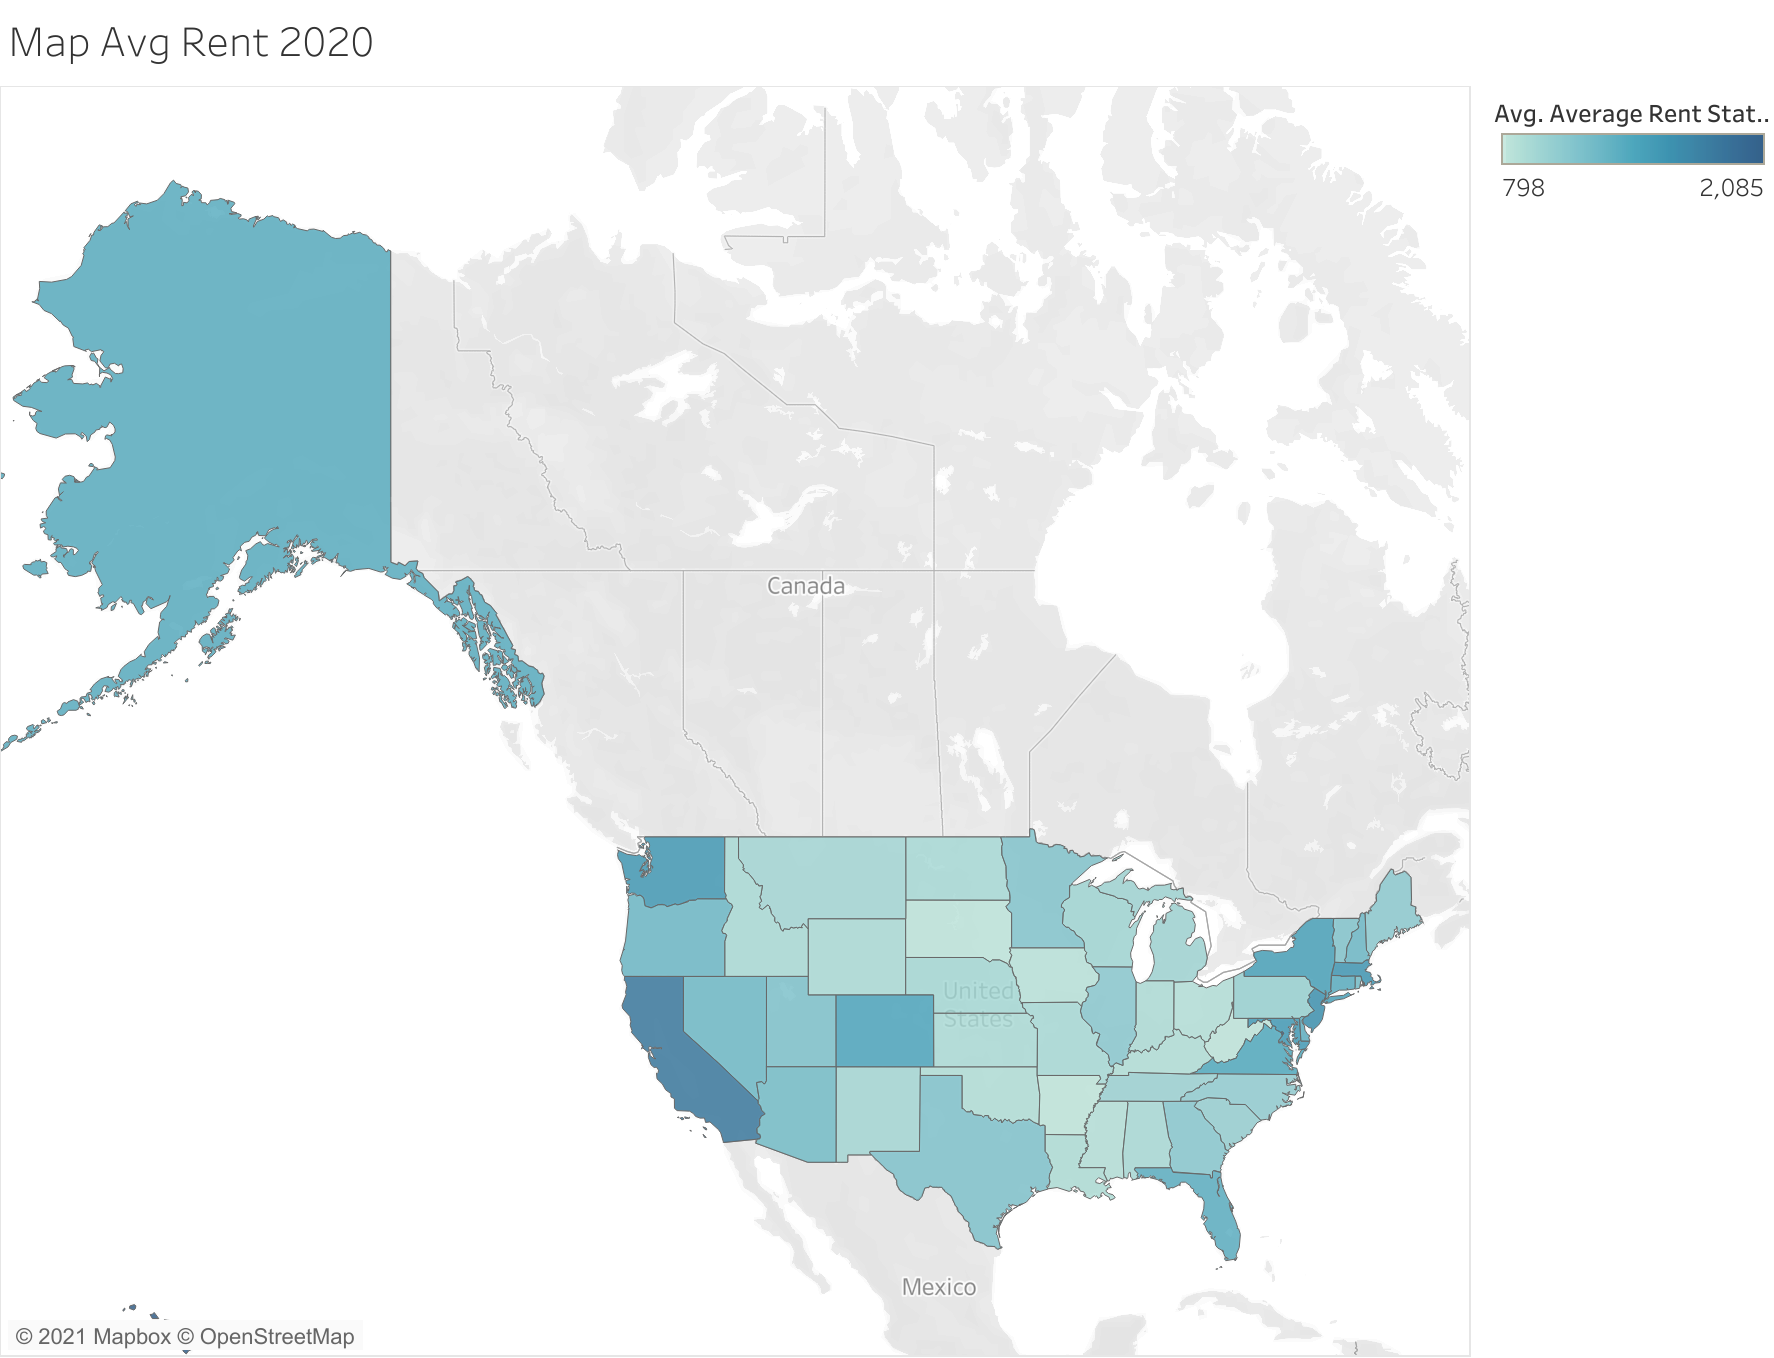 Map Avg Rent 2020
Avg. Average Rent Stat..
798 2,085
Canada
United
States
Mexico
© 2021 Mapbox © OpenStreetMap